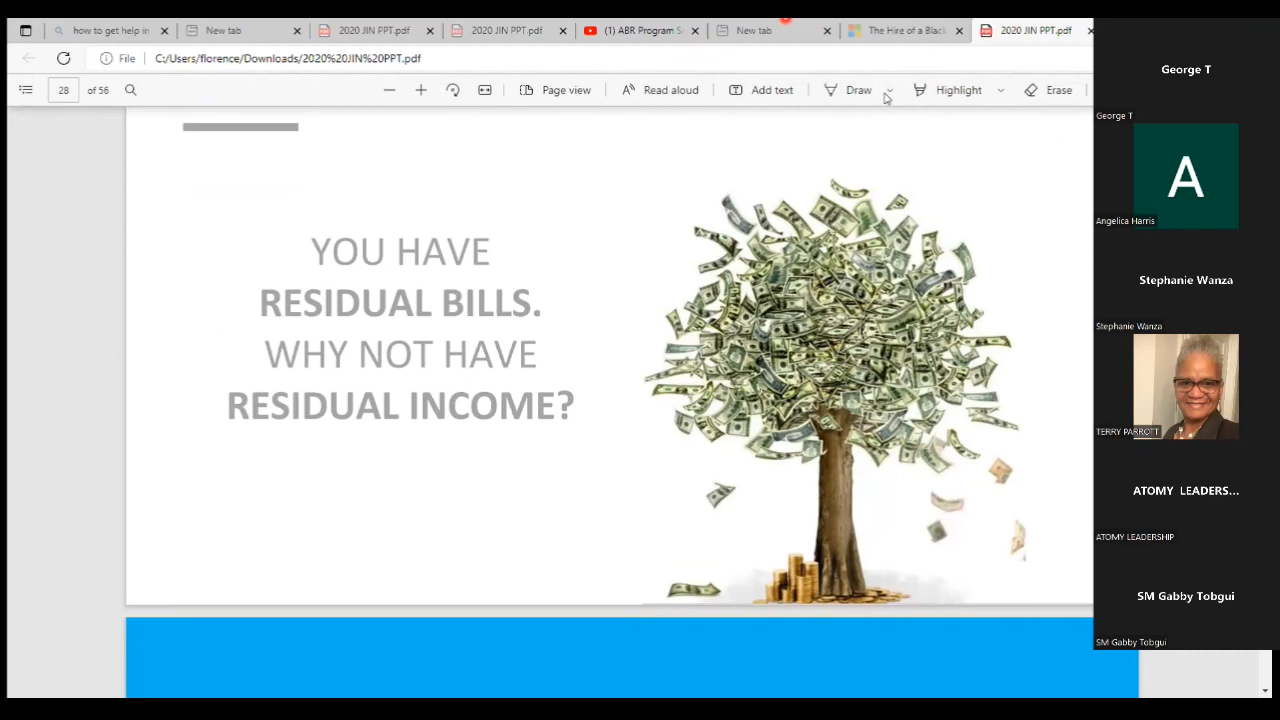 how to get help in
New tab
2020 JIN PPT.pdf
2020 JIN PPT.pdf
(1) ABR Program S
New tab
The Hire of a Black
2020 JIN PPT.pdf
File
C:/Users/florence/Downloads/2020%20JIN%20PPT.pdf
28 of 56
Page view
Read aloud
Add text
Draw
Highlight
Erase
YOU HAVE
RESIDUAL BILLS.
WHY NOT HAVE
RESIDUAL INCOME?
George T
George T
A
Angelica Harris
Stephanie Wanza
Stephanie Wanza
TERRY PARROTT
ATOMY LEADERS...
ATOMY LEADERSHIP
SM Gabby Tobgui
SM Gabby Tobgui